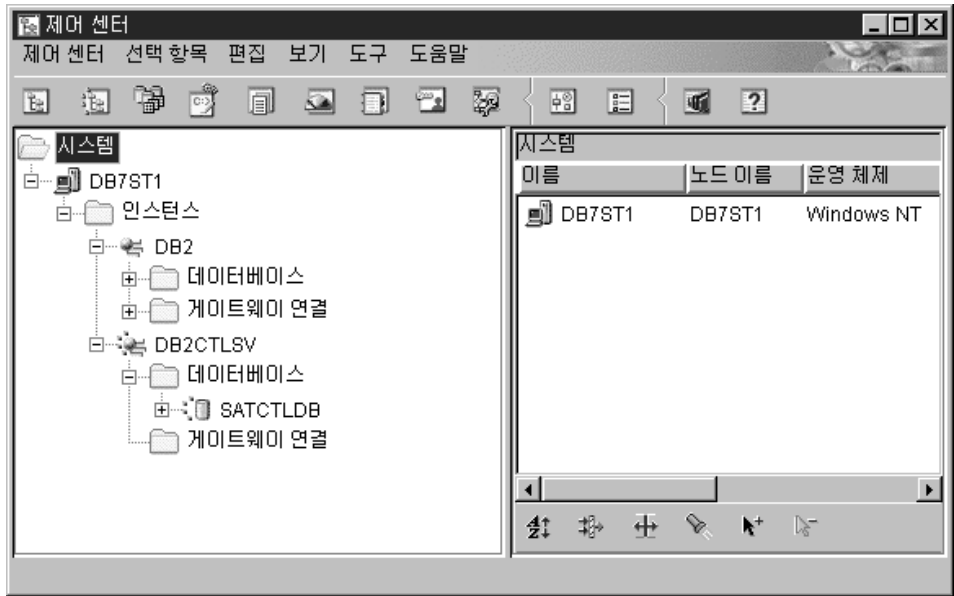 제어 센터
제어 센터 선택 항목 편집 보기 도구 도움말
시스템
DB7ST1
인스턴스
DB2
데이터베이스
게이트웨이 연결
DB2CTLSV
데이터베이스
SATCTLDB
게이트웨이 연결
시스템
이름 노드 이름 운영 체제
DB7ST1 DB7ST1 Windows NT